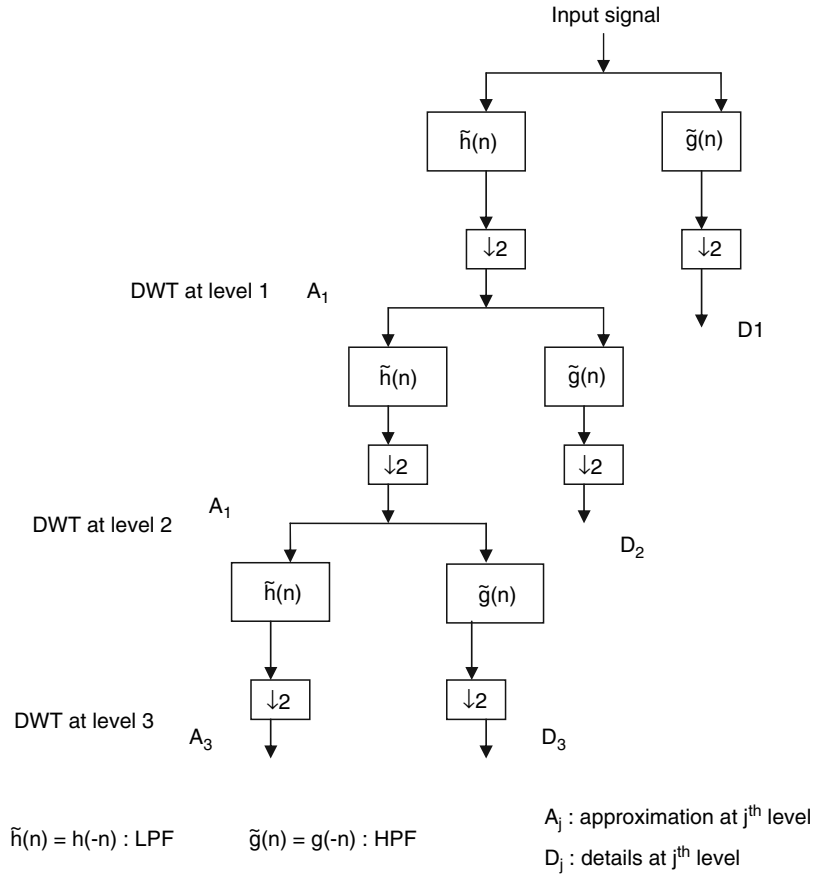 Input signal
h̃(n) g̃(n)
↓2 ↓2
DWT at level 1 A₁
D1
h̃(n) g̃(n)
↓2 ↓2
DWT at level 2 A₁
D₂
h̃(n) g̃(n)
↓2 ↓2
DWT at level 3 A₃ D₃
h̃(n) = h(-n) : LPF g̃(n) = g(-n) : HPF
Aⱼ : approximation at jᵗʰ level
Dⱼ : details at jᵗʰ level